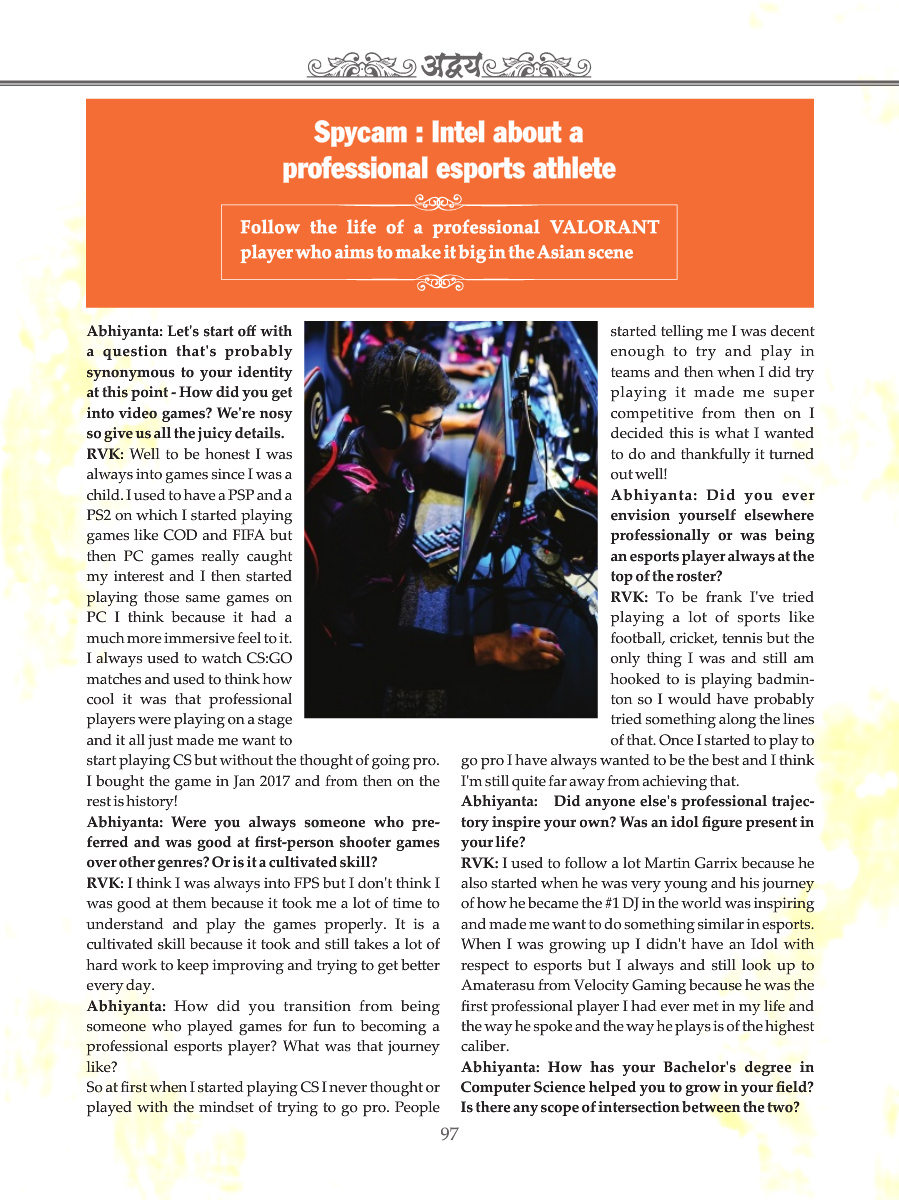 अद्वय
Spycam : Intel about a
professional esports athlete
Follow the life of a professional VALORANT
player who aims to make it big in the Asian scene
Abhiyanta: Let's start off with
a question that's probably
synonymous to your identity
at this point - How did you get
into video games? We're nosy
so give us all the juicy details.
RVK: Well to be honest I was
always into games since I was a
child. I used to have a PSP and a
PS2 on which I started playing
games like COD and FIFA but
then PC games really caught
my interest and I then started
playing those same games on
PC I think because it had a
much more immersive feel to it.
I always used to watch CS:GO
matches and used to think how
cool it was that professional
players were playing on a stage
and it all just made me want to
start playing CS but without the thought of going pro.
I bought the game in Jan 2017 and from then on the
rest is history!
Abhiyanta: Were you always someone who pre-
ferred and was good at first-person shooter games
over other genres? Or is it a cultivated skill?
RVK: I think I was always into FPS but I don't think I
was good at them because it took me a lot of time to
understand and play the games properly. It is a
cultivated skill because it took and still takes a lot of
hard work to keep improving and trying to get better
every day.
Abhiyanta: How did you transition from being
someone who played games for fun to becoming a
professional esports player? What was that journey
like?
So at first when I started playing CS I never thought or
played with the mindset of trying to go pro. People
started telling me I was decent
enough to try and play in
teams and then when I did try
playing it made me super
competitive from then on I
decided this is what I wanted
to do and thankfully it turned
out well!
Abhiyanta: Did you ever
envision yourself elsewhere
professionally or was being
an esports player always at the
top of the roster?
RVK: To be frank I've tried
playing a lot of sports like
football, cricket, tennis but the
only thing I was and still am
hooked to is playing badmin-
ton so I would have probably
tried something along the lines
of that. Once I started to play to
go pro I have always wanted to be the best and I think
I'm still quite far away from achieving that.
Abhiyanta: Did anyone else's professional trajec-
tory inspire your own? Was an idol figure present in
your life?
RVK: I used to follow a lot Martin Garrix because he
also started when he was very young and his journey
of how he became the #1 DJ in the world was inspiring
and made me want to do something similar in esports.
When I was growing up I didn't have an Idol with
respect to esports but I always and still look up to
Amaterasu from Velocity Gaming because he was the
first professional player I had ever met in my life and
the way he spoke and the way he plays is of the highest
caliber.
Abhiyanta: How has your Bachelor's degree in
Computer Science helped you to grow in your field?
Is there any scope of intersection between the two?
97